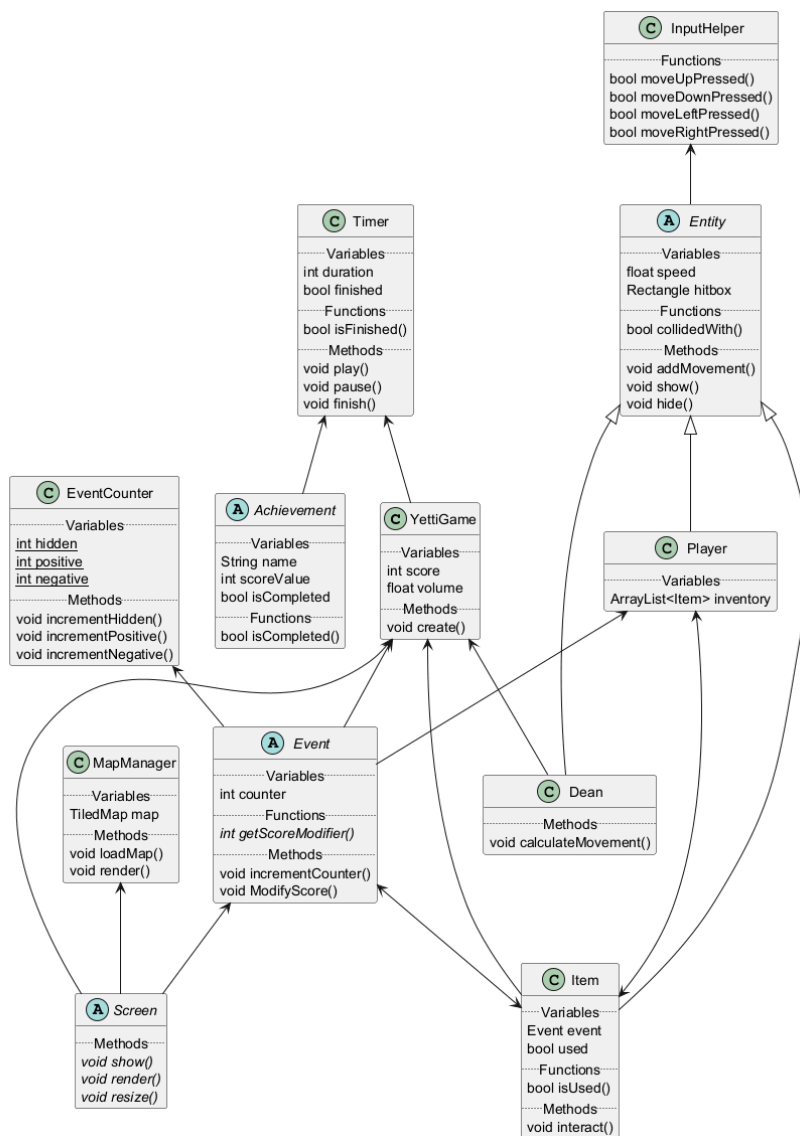 C InputHelper
Functions
bool moveUpPressed()
bool moveDownPressed()
bool moveLeftPressed()
bool moveRightPressed()
C Timer
Variables
int duration
bool finished
Functions
bool isFinished()
Methods
void play()
void pause()
void finish()
A Entity
Variables
float speed
Rectangle hitbox
Functions
bool collidedWith()
Methods
void addMovement()
void show()
void hide()
C EventCounter
Variables
int hidden
int positive
int negative
Methods
void incrementHidden()
void incrementPositive()
void incrementNegative()
A Achievement
Variables
String name
int scoreValue
bool isCompleted
Functions
bool isCompleted()
C YettiGame
Variables
int score
float volume
Methods
void create()
C Player
Variables
ArrayList<Item> inventory
C MapManager
Variables
TiledMap map
Methods
void loadMap()
void render()
A Event
Variables
int counter
Functions
int getScoreModifier()
Methods
void incrementCounter()
void ModifyScore()
C Dean
Methods
void calculateMovement()
A Screen
Methods
void show()
void render()
void resize()
C Item
Variables
Event event
bool used
Functions
bool isUsed()
Methods
void interact()